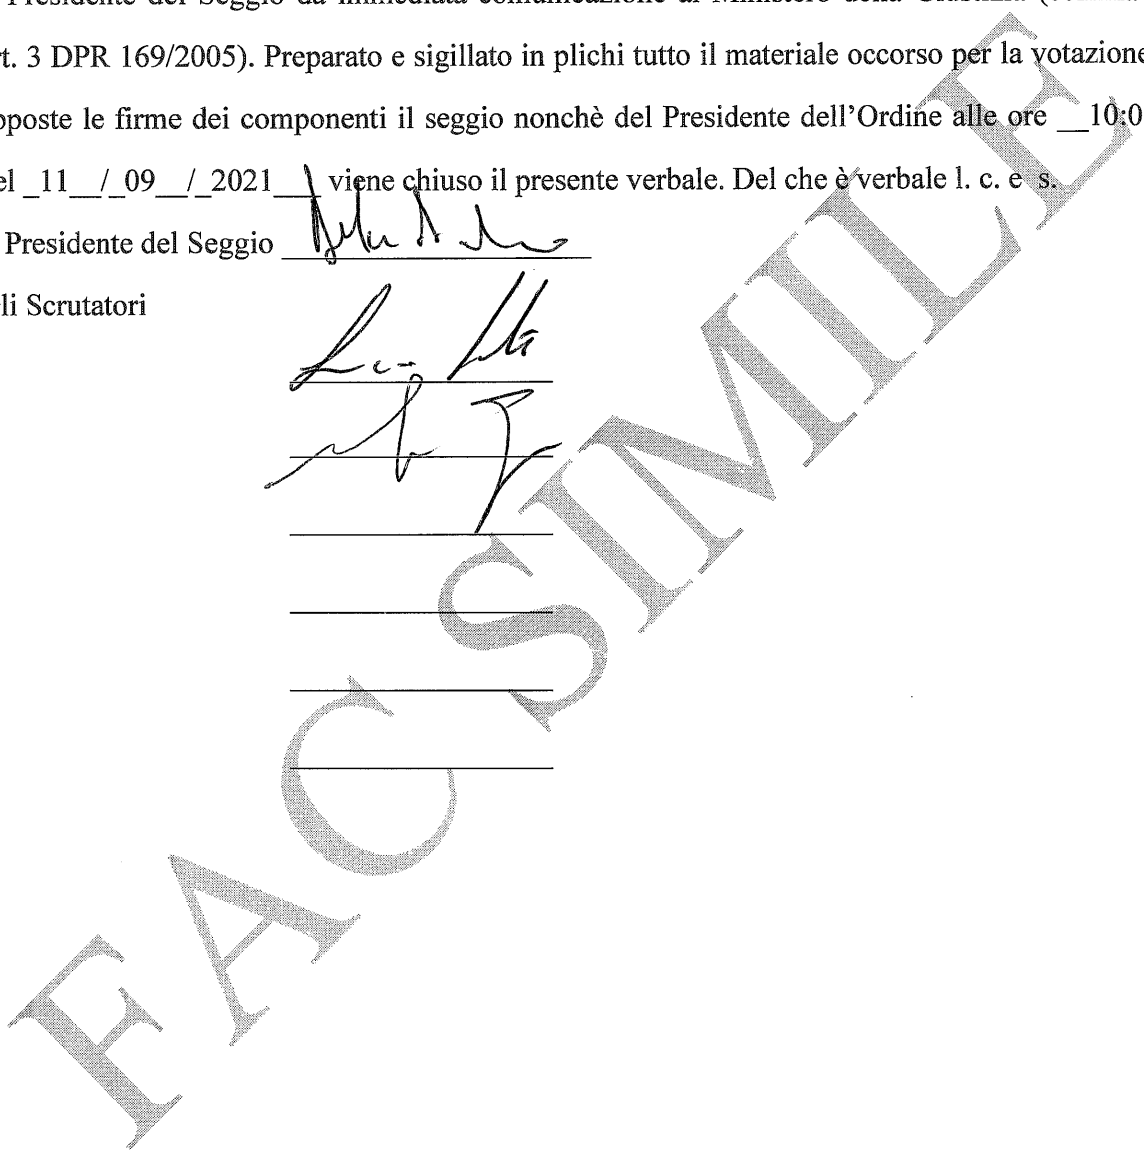 Presidente del Seggio dà immediata comunicazione al Ministero della Giustizia
t. 3 DPR 169/2005). Preparato e sigillato in plichi tutto il materiale occorso per la votazione
poste le firme dei componenti il seggio nonchè del Presidente dell'Ordine alle ore __10:0
el _11__/_09__/_2021__ viene chiuso il presente verbale. Del che è verbale l. c. e s.
Presidente del Seggio
li Scrutatori
FAC SIMILE